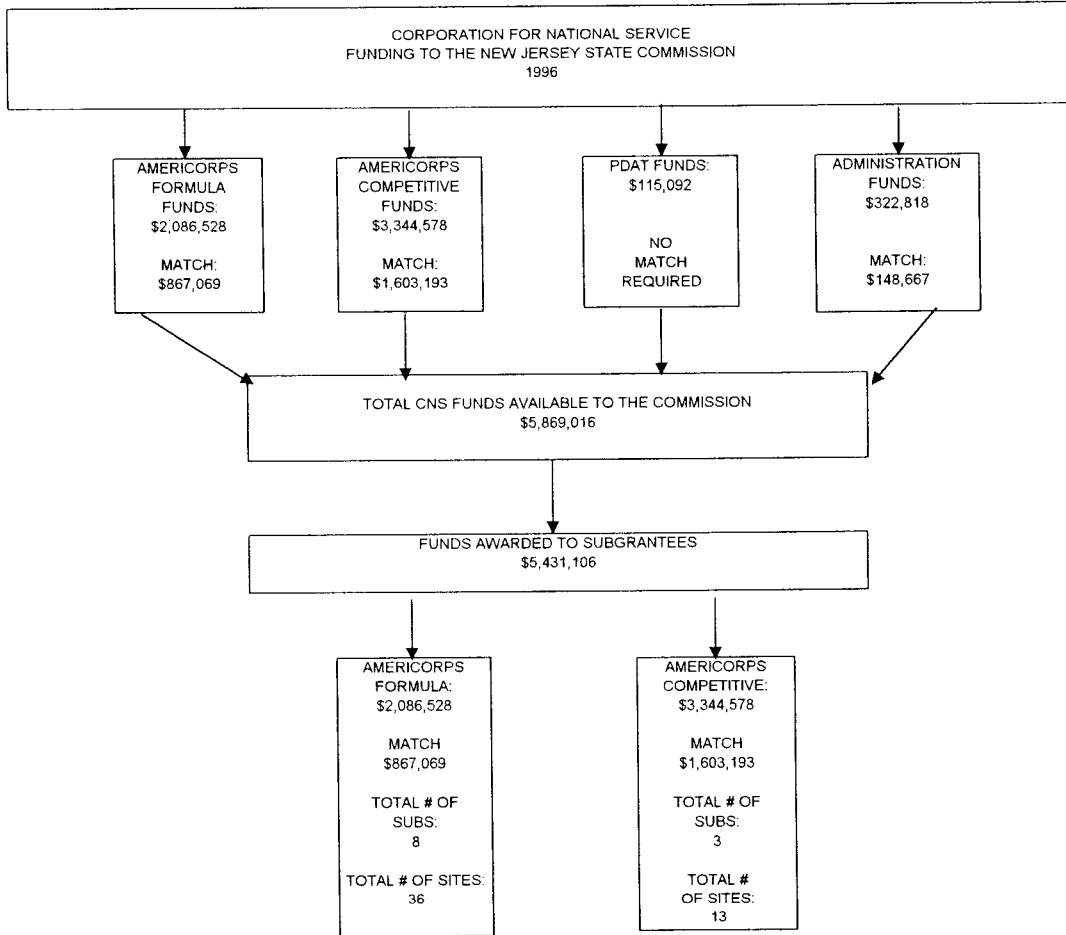 CORPORATION FOR NATIONAL SERVICE
FUNDING TO THE NEW JERSEY STATE COMMISSION
1996
AMERICORPS
FORMULA
FUNDS:
$2,086,528
MATCH:
$867,069
AMERICORPS
COMPETITIVE
FUNDS:
$3,344,578
MATCH:
$1,603,193
PDAT FUNDS:
$115,092
NO
MATCH
REQUIRED
ADMINISTRATION
FUNDS:
$322,818
MATCH:
$148,667
TOTAL CNS FUNDS AVAILABLE TO THE COMMISSION
$5,869,016
FUNDS AWARDED TO SUBGRANTEES
$5,431,106
AMERICORPS
FORMULA:
$2,086,528
MATCH
$867,069
TOTAL # OF
SUBS:
8
TOTAL # OF SITES:
36
AMERICORPS
COMPETITIVE:
$3,344,578
MATCH
$1,603,193
TOTAL # OF
SUBS:
3
TOTAL #
OF SITES:
13